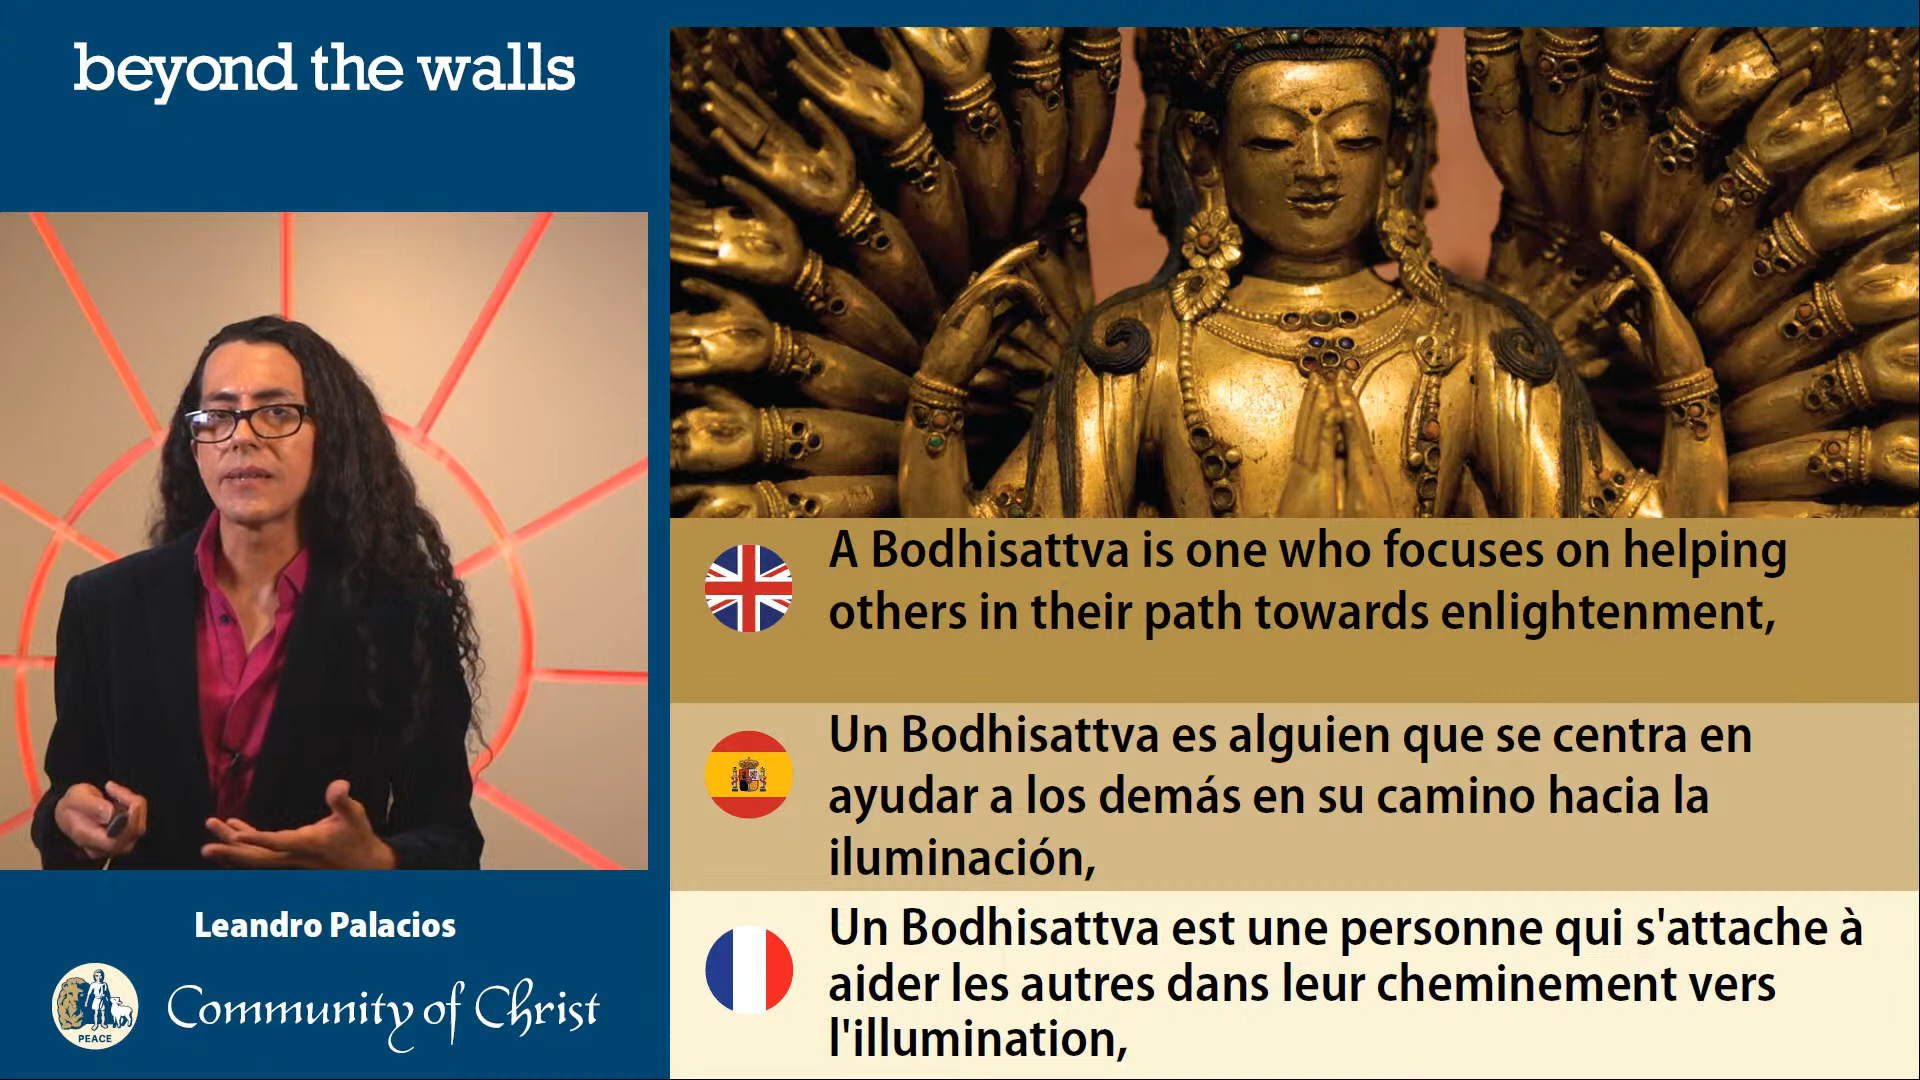 beyond the walls
A Bodhisattva is one who focuses on helping
others in their path towards enlightenment,
Un Bodhisattva es alguien que se centra en
ayudar a los demás en su camino hacia la
iluminación,
Un Bodhisattva est une personne qui s'attache à
aider les autres dans leur cheminement vers
l'illumination,
Leandro Palacios
PEACE
Community of Christ